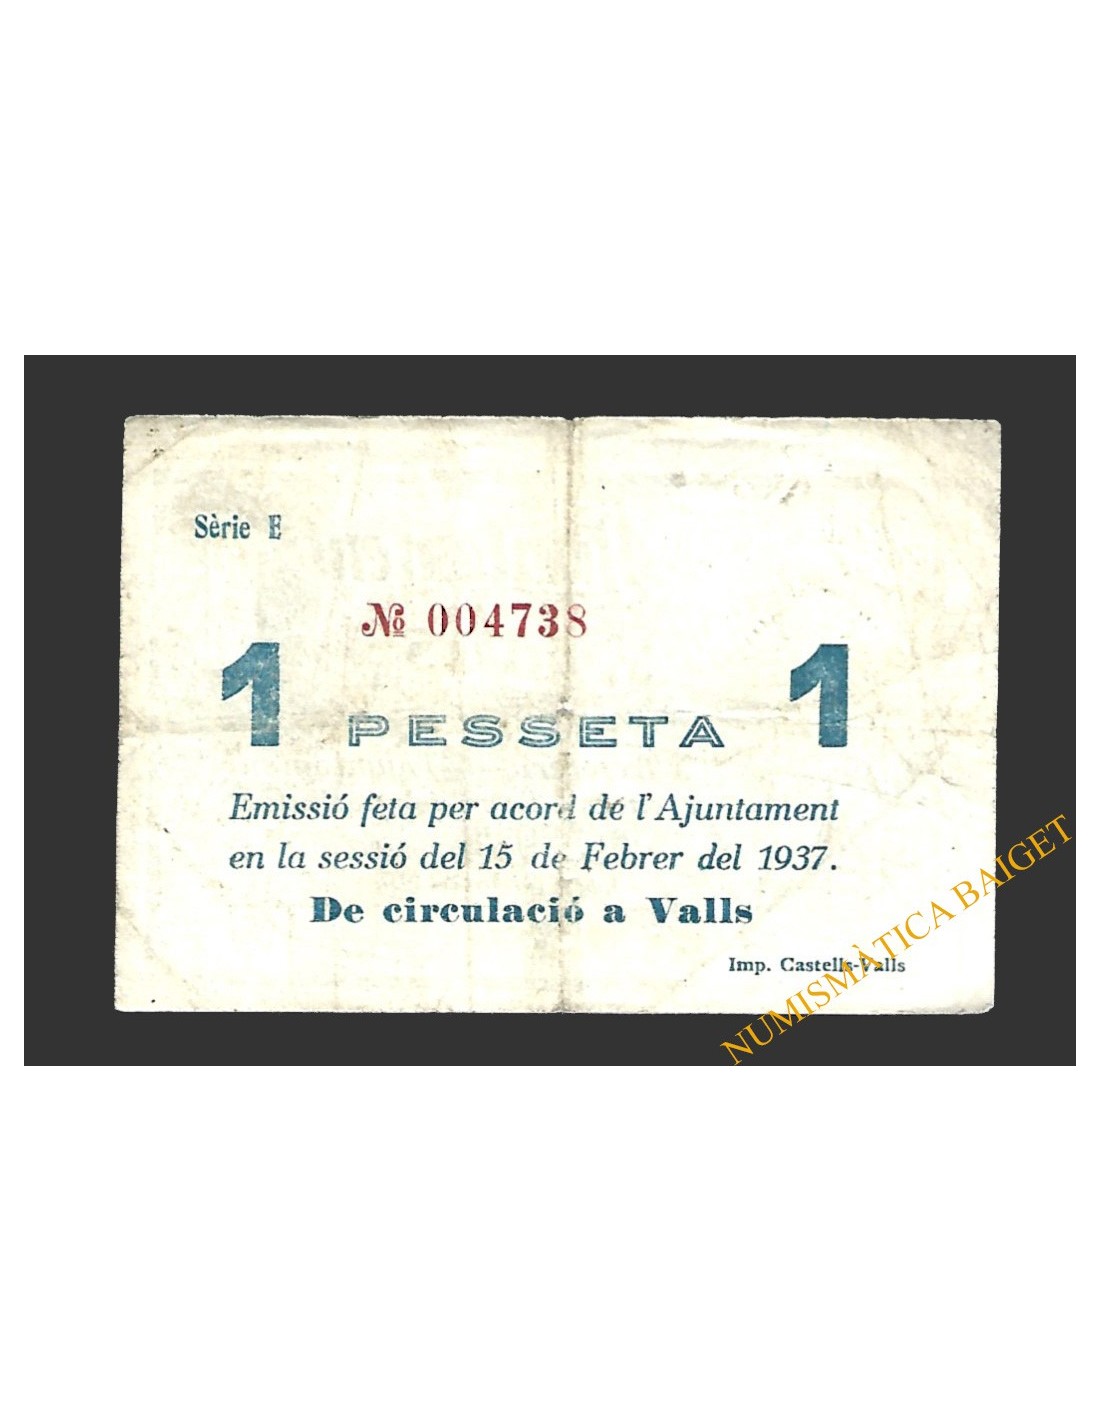 Sèrie E
№ 004738
1 PESSETA 1
Emissió feta per acord de l'Ajuntament
en la sessió del 15 de Febrer del 1937.
De circulació a Valls
Imp. Castells-Valls
NUMISMÀTICA BAIGET